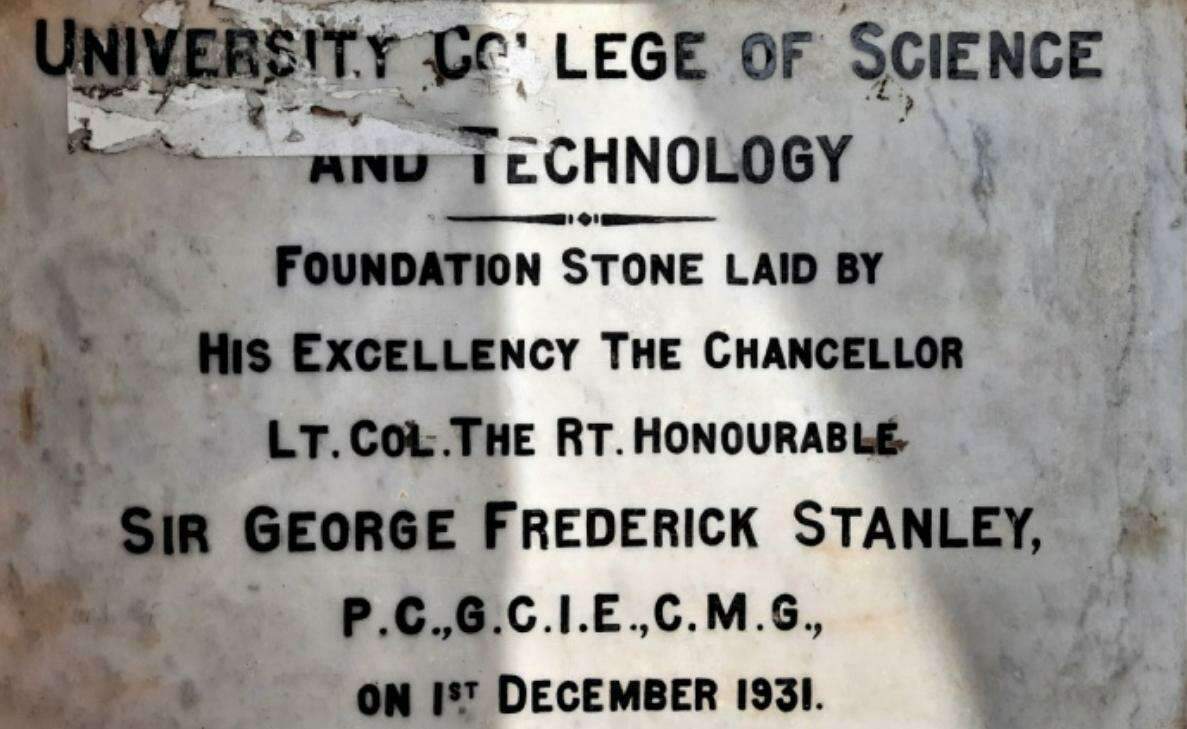 UNIVERSITY COLLEGE OF SCIENCE
AND TECHNOLOGY
FOUNDATION STONE LAID BY
HIS EXCELLENCY THE CHANCELLOR
LT. COL. THE RT. HONOURABLE
SIR GEORGE FREDERICK STANLEY,
P.C.,G.C.I.E.,C.M.G.,
ON 1ST DECEMBER 1931.